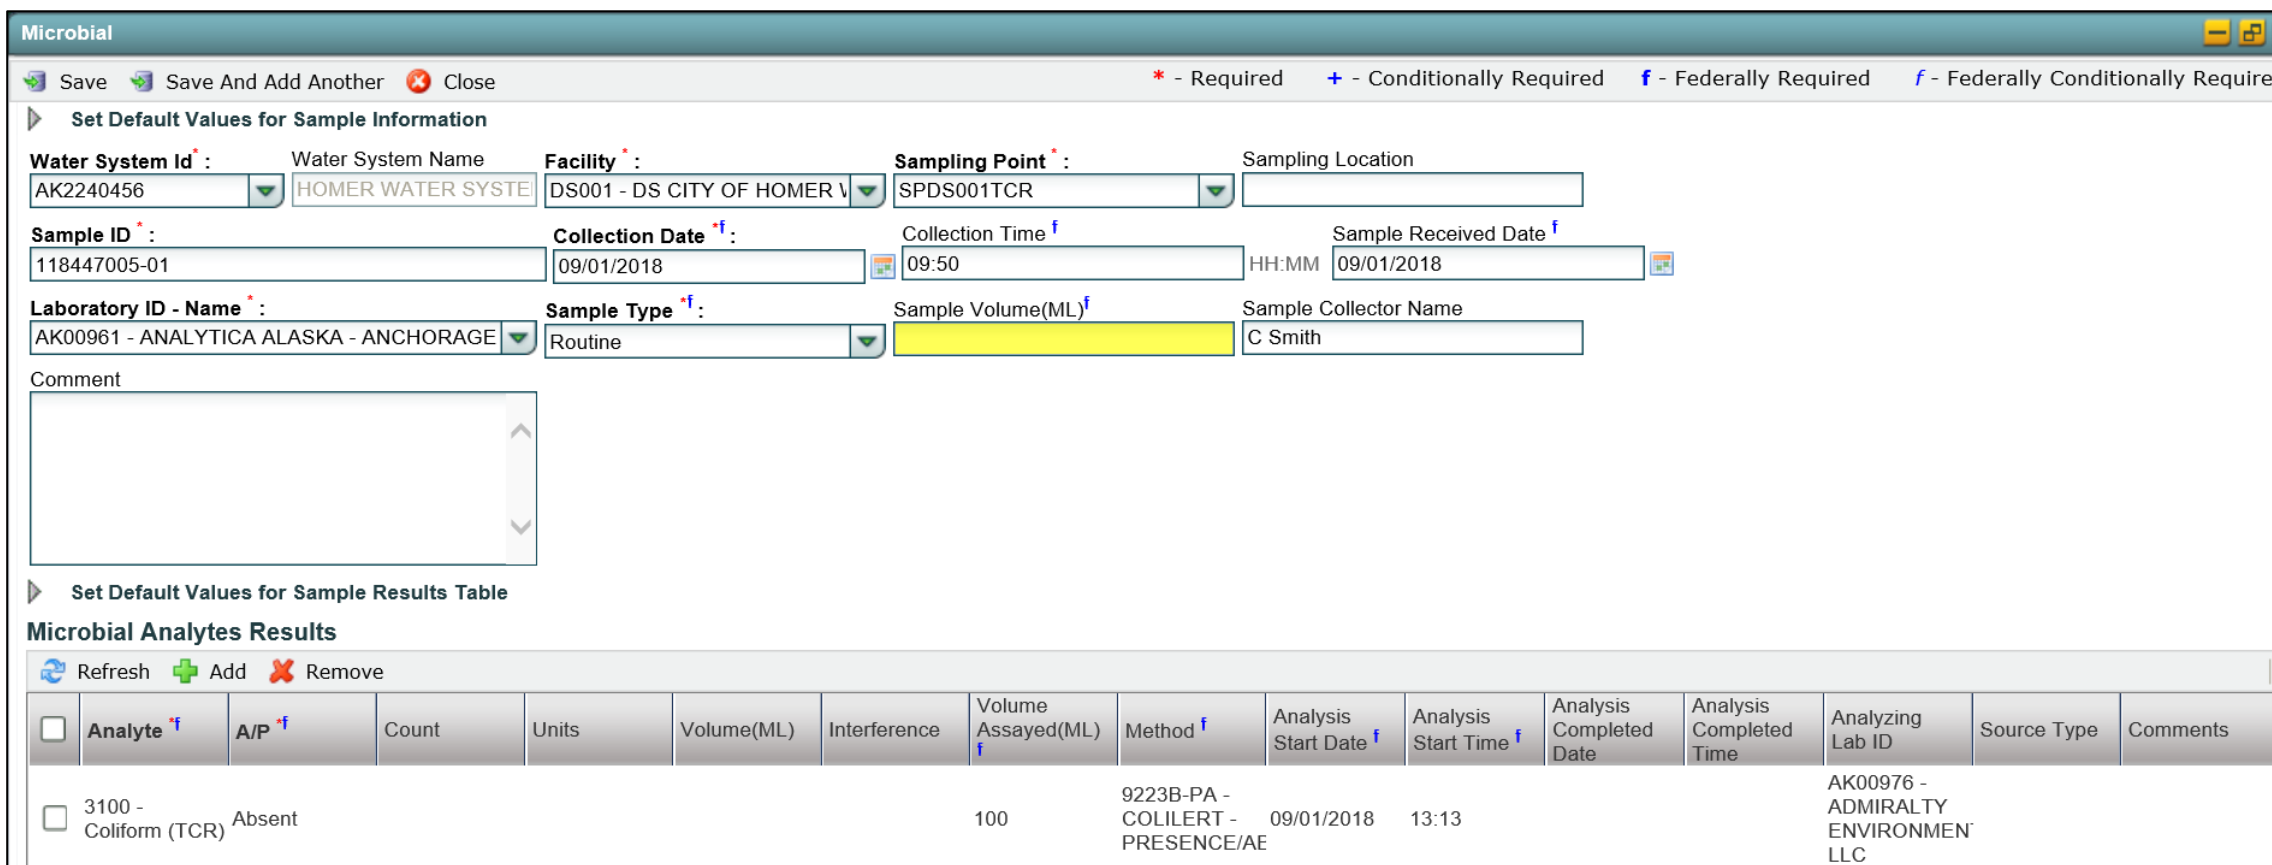 Microbial
Save Save And Add Another Close * - Required + - Conditionally Required f - Federally Required f - Federally Conditionally Require
Set Default Values for Sample Information
Water System Id * : Water System Name Facility * : Sampling Point * : Sampling Location
AK2240456 HOMER WATER SYSTE DS001 - DS CITY OF HOMER SPDS001TCR
Sample ID * : Collection Date *f : Collection Time f Sample Received Date f
118447005-01 09/01/2018 09:50 HH:MM 09/01/2018
Laboratory ID - Name * : Sample Type *f : Sample Volume(ML) f Sample Collector Name
AK00961 - ANALYTICA ALASKA - ANCHORAGE Routine C Smith
Comment
Set Default Values for Sample Results Table
Microbial Analytes Results
Refresh Add Remove
Analyte *f
A/P *f
Count
Units
Volume(ML)
Interference
Volume
Assayed(ML)
f
Method f
Analysis
Start Date f
Analysis
Start Time f
Analysis
Completed
Date
Analysis
Completed
Time
Analyzing
Lab ID
Source Type
Comments
3100 -
Coliform (TCR)
Absent
100
9223B-PA -
COLILERT -
PRESENCE/AE
09/01/2018
13:13
AK00976 -
ADMIRALTY
ENVIRONMEN
LLC